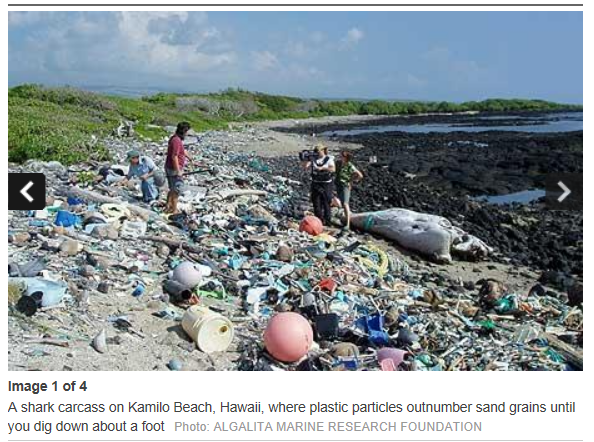 Image 1 of 4
A shark carcass on Kamilo Beach, Hawaii, where plastic particles outnumber sand grains until
you dig down about a foot Photo: ALGALITA MARINE RESEARCH FOUNDATION